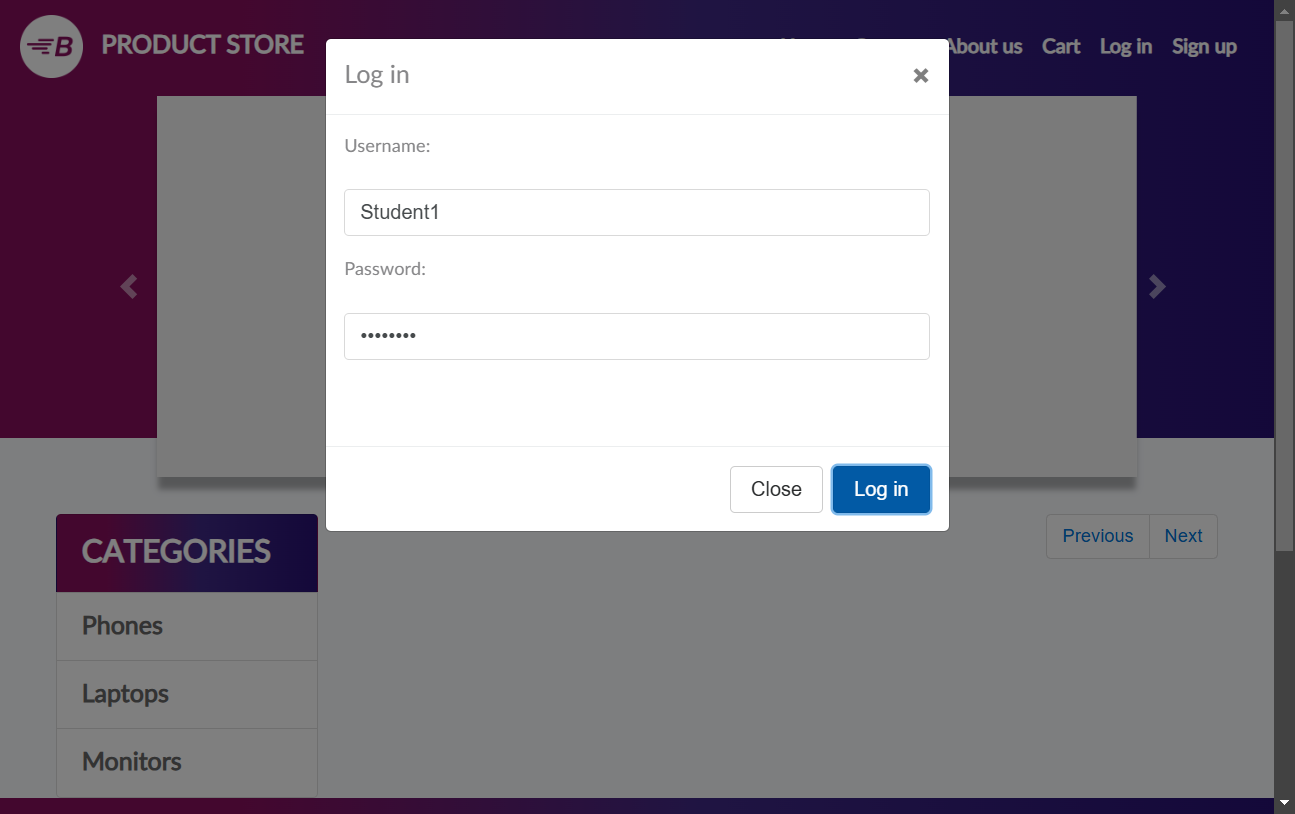 B PRODUCT STORE
About us Cart Log in Sign up
Log in
Username:
Student1
Password:
••••••••
Close Log in
CATEGORIES
Previous Next
Phones
Laptops
Monitors